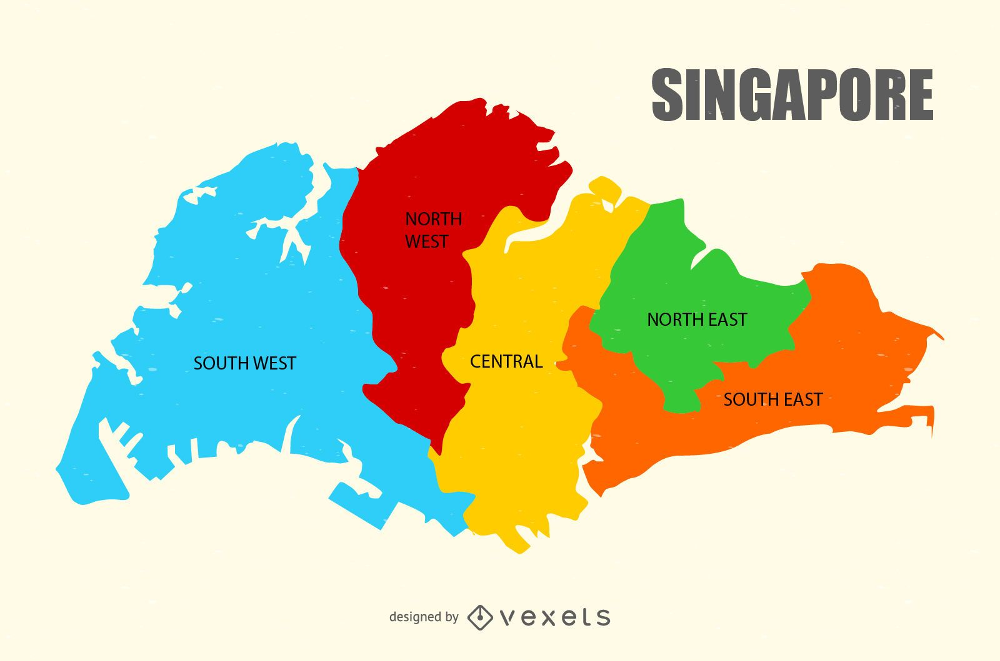 SINGAPORE
NORTH
WEST
NORTH EAST
CENTRAL
SOUTH WEST
SOUTH EAST
designed by vexels